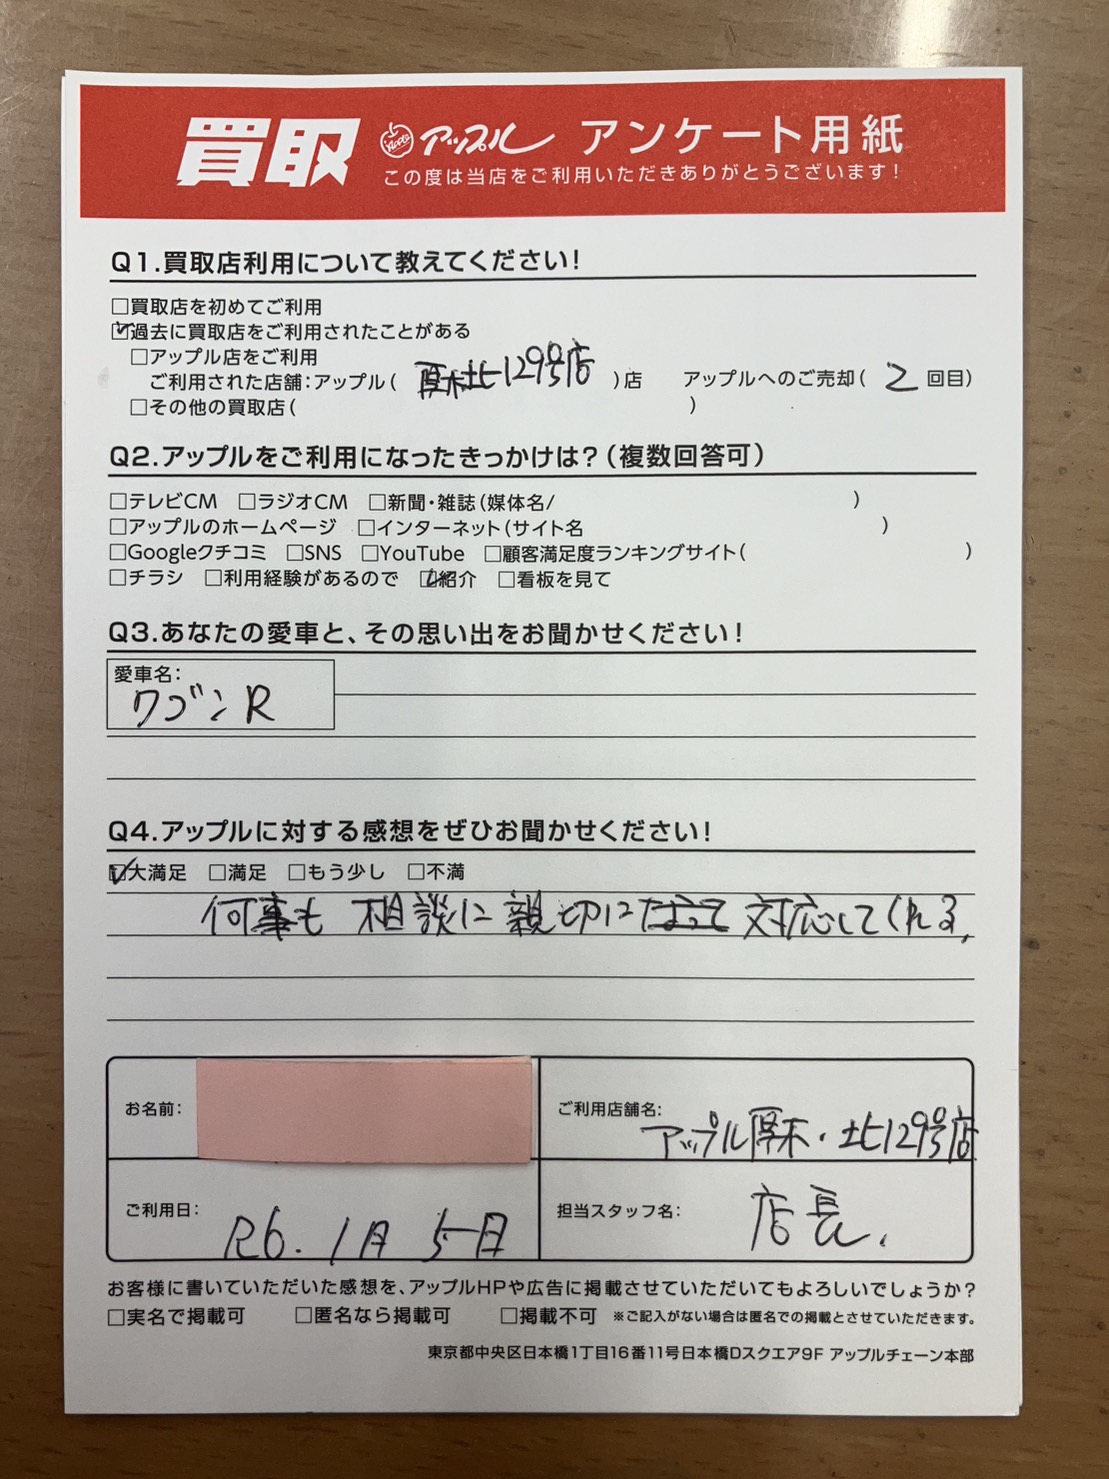 買取 アップル アンケート用紙
この度は当店をご利用いただきありがとうございます!
Q1.買取店利用について教えてください!
□買取店を初めてご利用
☑過去に買取店をご利用されたことがある
□アップル店をご利用
ご利用された店舗:アップル( 厚木北129号店 )店 アップルへのご売却( 2 回目)
□その他の買取店( )
Q2.アップルをご利用になったきっかけは?(複数回答可)
□テレビCM □ラジオCM □新聞・雑誌(媒体名/ )
□アップルのホームページ □インターネット(サイト名 )
□Googleクチコミ □SNS □YouTube □顧客満足度ランキングサイト( )
□チラシ □利用経験があるので ☑紹介 □看板を見て
Q3.あなたの愛車と、その思い出をお聞かせください!
愛車名:
ワゴンR
Q4.アップルに対する感想をぜひお聞かせください!
☑大満足 □満足 □もう少し □不満
何事も 相談に 親切に 対応してくれる,
お名前:
ご利用店舗名:
アップル厚木・北129号店
ご利用日: R6. 1月 5日
担当スタッフ名: 店長.
お客様に書いていただいた感想を、アップルHPや広告に掲載させていただいてもよろしいでしょうか?
□実名で掲載可 □匿名なら掲載可 □掲載不可 ※ご記入がない場合は匿名での掲載とさせていただきます。
東京都中央区日本橋1丁目16番11号日本橋Dスクエア9F アップルチェーン本部